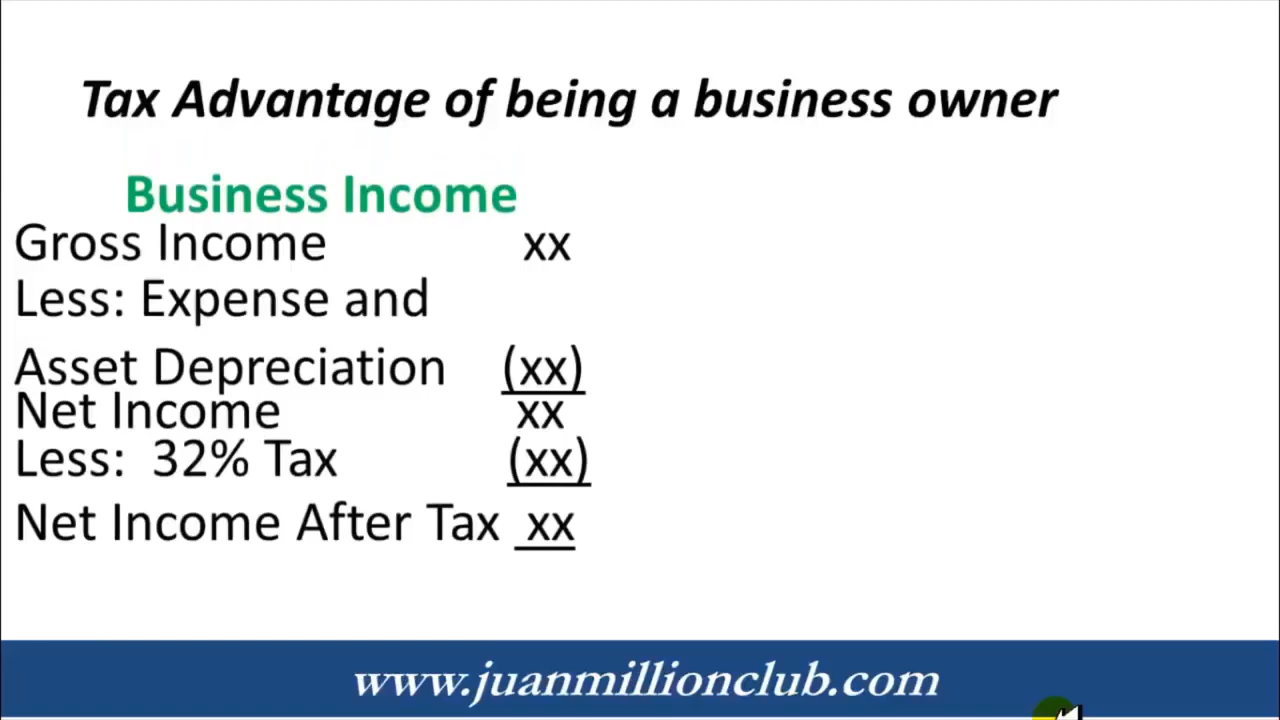 Tax Advantage of being a business owner
Business Income
Gross Income xx
Less: Expense and
Asset Depreciation (xx)
Net Income xx
Less: 32% Tax (xx)
Net Income After Tax xx
www.juanmillionclub.com